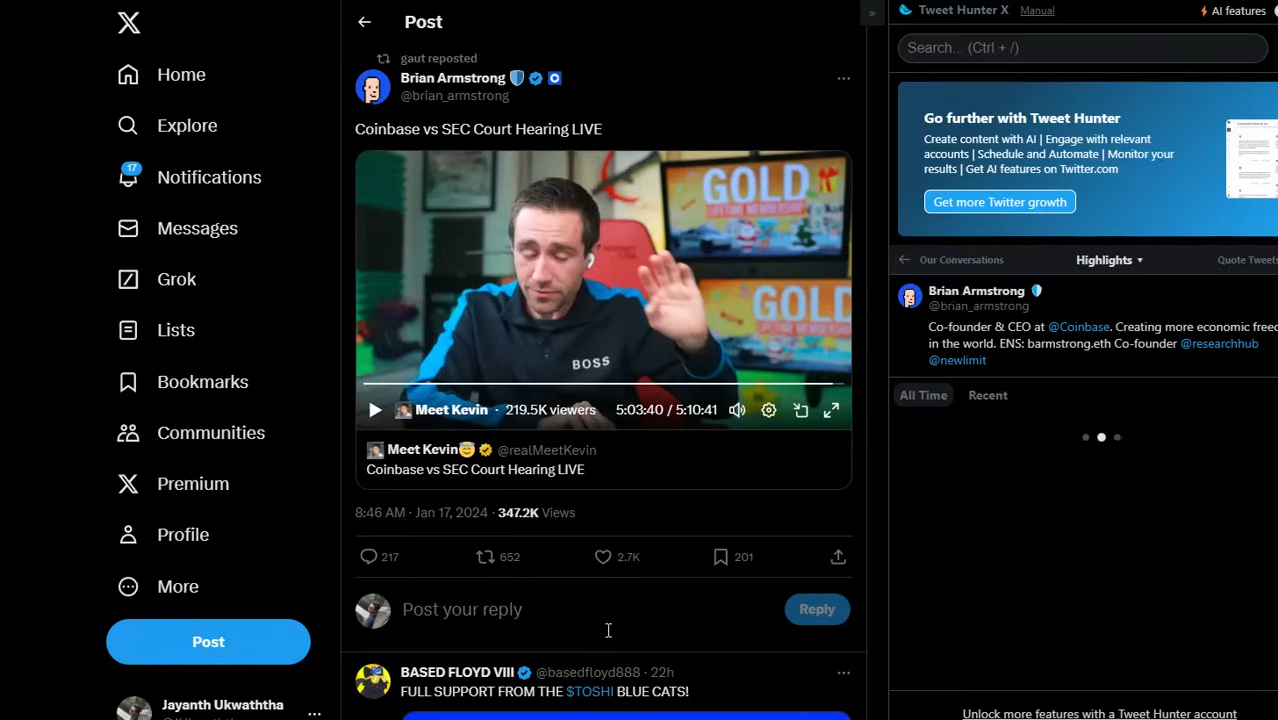 Home
Explore
17
Notifications
Messages
Grok
Lists
Bookmarks
Communities
Premium
Profile
More
Post
Jayanth Ukwaththa
Post
gaut reposted
Brian Armstrong
@brian_armstrong
Coinbase vs SEC Court Hearing LIVE
GOLD
LIFETIME MEMBERSHIP
GOLD
BOSS
Meet Kevin · 219.5K viewers 5:03:40 / 5:10:41
Meet Kevin @realMeetKevin
Coinbase vs SEC Court Hearing LIVE
8:46 AM · Jan 17, 2024 · 347.2K Views
217 652 2.7K 201
Post your reply
Reply
BASED FLOYD VIII @basedfloyd888 · 22h
FULL SUPPORT FROM THE $TOSHI BLUE CATS!
»
Tweet Hunter X Manual
AI features
Search... (Ctrl + /)
Go further with Tweet Hunter
Create content with AI | Engage with relevant
accounts | Schedule and Automate | Monitor your
results | Get AI features on Twitter.com
Get more Twitter growth
Our Conversations Highlights Quote Tweets
Brian Armstrong
@brian_armstrong
Co-founder & CEO at @Coinbase. Creating more economic freed
in the world. ENS: barmstrong.eth Co-founder @researchhub
@newlimit
All Time Recent
Unlock more features with a Tweet Hunter account